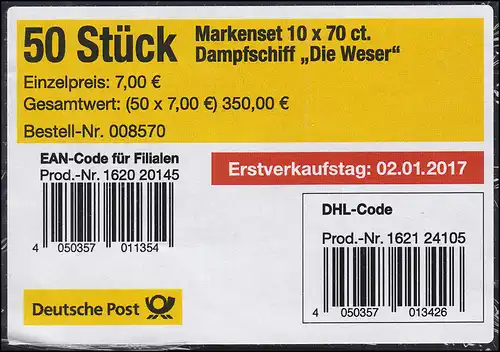 50 Stück
Markenset 10 x 70 ct.
Dampfschiff „Die Weser“
Einzelpreis: 7,00 €
Gesamtwert: (50 x 7,00 €) 350,00 €
Bestell-Nr. 008570
EAN-Code für Filialen
Prod.-Nr. 1620 20145
4 050357 011354
Erstverkaufstag: 02.01.2017
DHL-Code
Prod.-Nr. 1621 24105
4 050357 013426
Deutsche Post